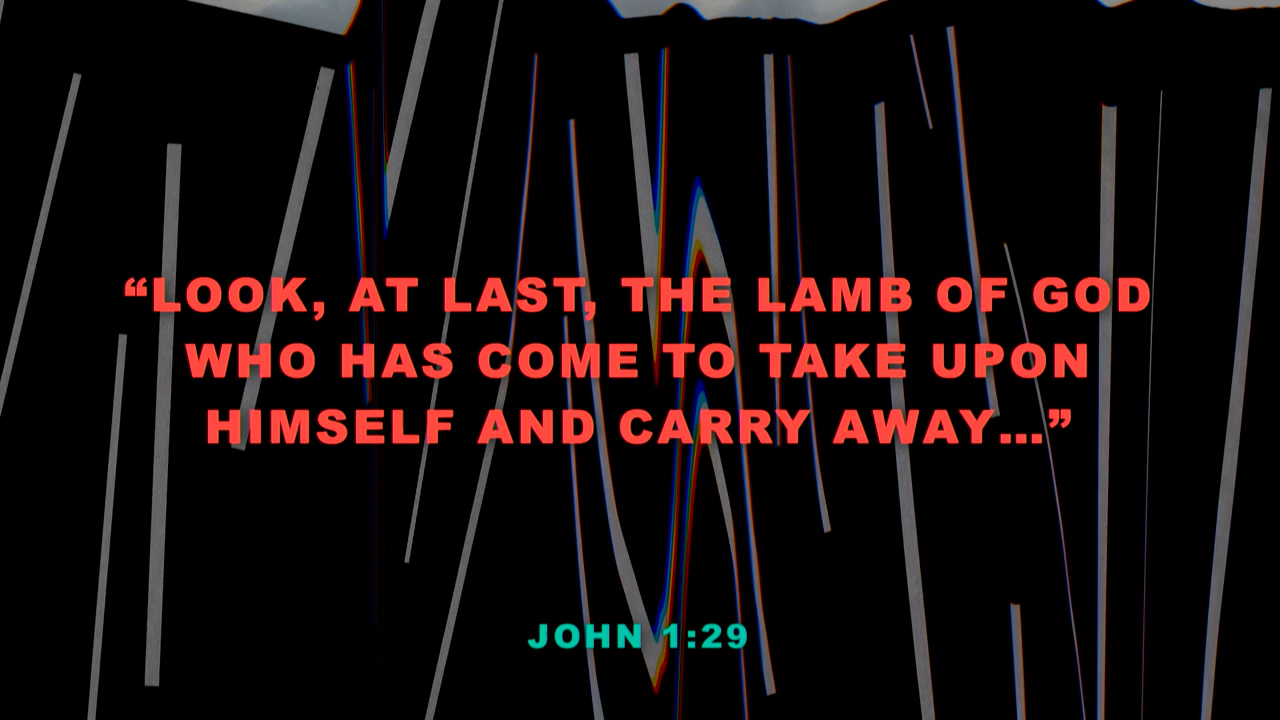 “LOOK, AT LAST, THE LAMB OF GOD
WHO HAS COME TO TAKE UPON
HIMSELF AND CARRY AWAY...”
JOHN 1:29